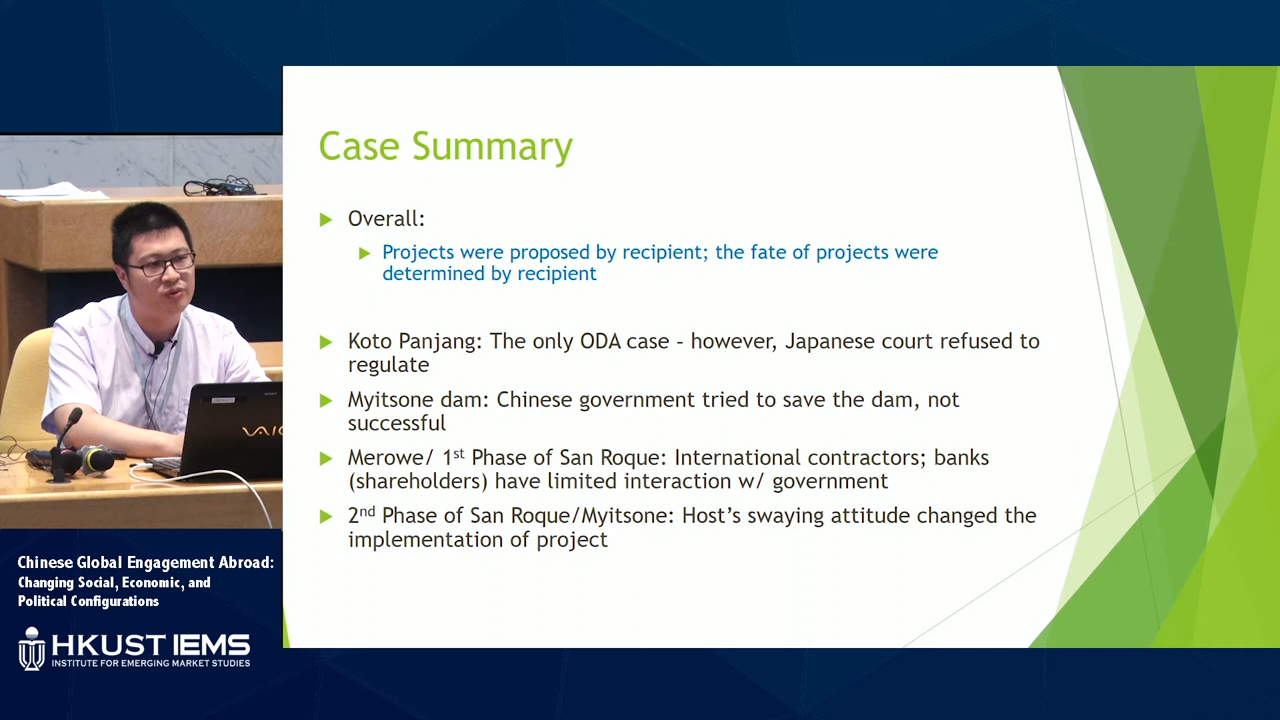 Case Summary
Overall:
Projects were proposed by recipient; the fate of projects were
determined by recipient
Koto Panjang: The only ODA case – however, Japanese court refused to
regulate
Myitsone dam: Chinese government tried to save the dam, not
successful
Merowe/ 1st Phase of San Roque: International contractors; banks
(shareholders) have limited interaction w/ government
2nd Phase of San Roque/Myitsone: Host's swaying attitude changed the
implementation of project
VAIO
Chinese Global Engagement Abroad:
Changing Social, Economic, and
Political Configurations
HKUST IEMS
INSTITUTE FOR EMERGING MARKET STUDIES